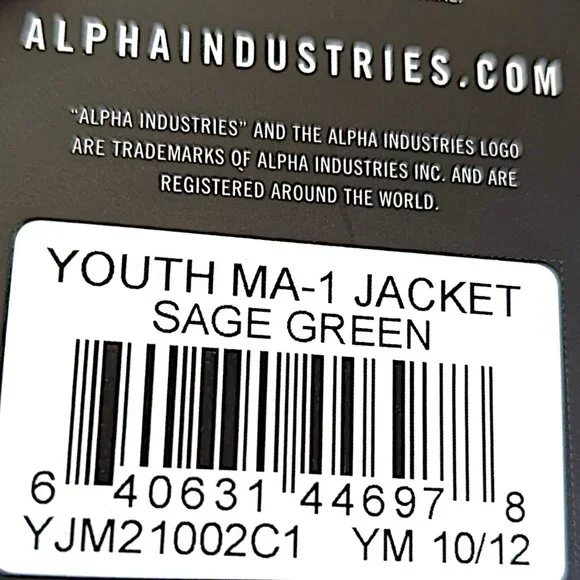 ALPHAINDUSTRIES.COM
"ALPHA INDUSTRIES" AND THE ALPHA INDUSTRIES LOGO
ARE TRADEMARKS OF ALPHA INDUSTRIES INC. AND ARE
REGISTERED AROUND THE WORLD.
YOUTH MA-1 JACKET
SAGE GREEN
6 40631 44697 8
YJM21002C1 YM 10/12